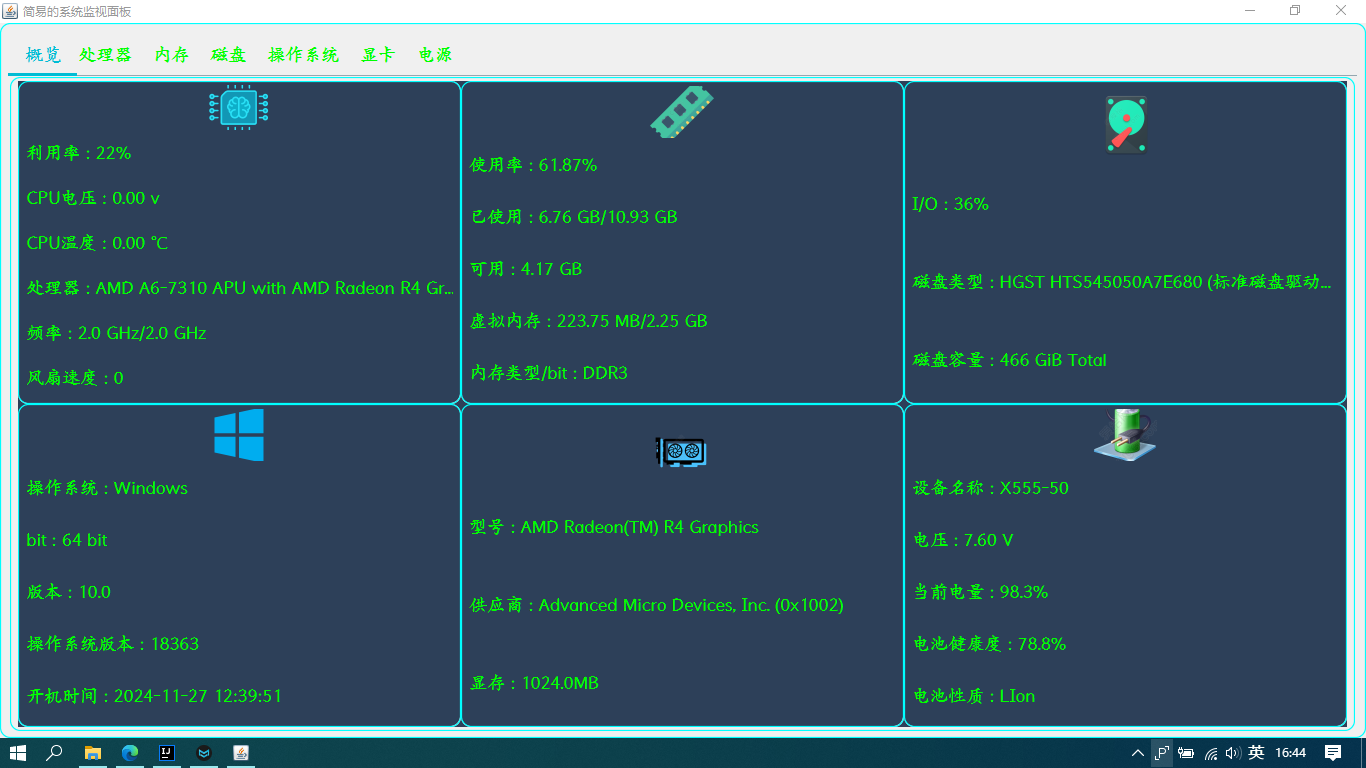 简易的系统监视面板
概览 处理器 内存 磁盘 操作系统 显卡 电源
利用率 : 22%
CPU电压 : 0.00 v
CPU温度 : 0.00 ℃
处理器 : AMD A6-7310 APU with AMD Radeon R4 Gr...
频率 : 2.0 GHz/2.0 GHz
风扇速度 : 0
使用率 : 61.87%
已使用 : 6.76 GB/10.93 GB
可用 : 4.17 GB
虚拟内存 : 223.75 MB/2.25 GB
内存类型/bit : DDR3
I/O : 36%
磁盘类型 : HGST HTS545050A7E680 (标准磁盘驱动...
磁盘容量 : 466 GiB Total
操作系统 : Windows
bit : 64 bit
版本 : 10.0
操作系统版本 : 18363
开机时间 : 2024-11-27 12:39:51
型号 : AMD Radeon(TM) R4 Graphics
供应商 : Advanced Micro Devices, Inc. (0x1002)
显存 : 1024.0MB
设备名称 : X555-50
电压 : 7.60 V
当前电量 : 98.3%
电池健康度 : 78.8%
电池性质 : LIon
IJ P 英 16:44